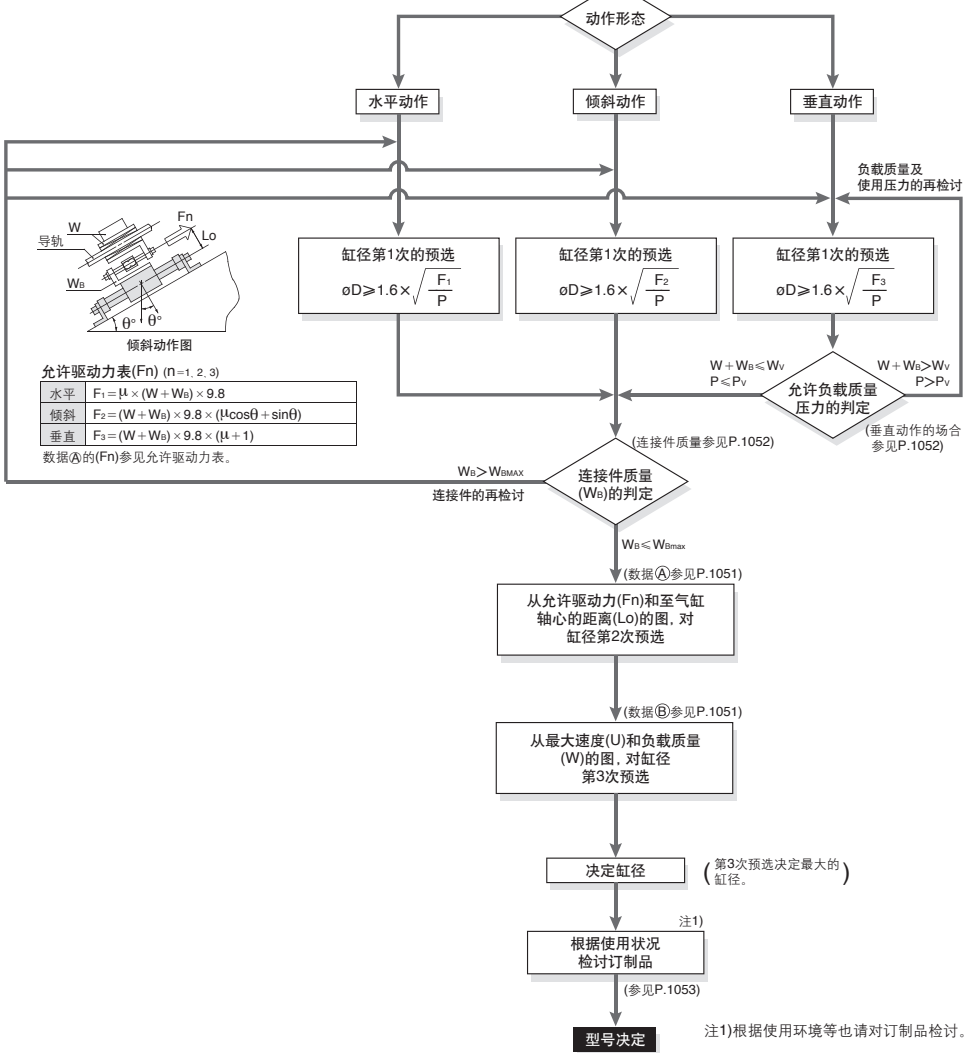 动作形态
水平动作
倾斜动作
垂直动作
负载质量及
使用压力的再检讨
W
导轨
WB
Fn
Lo
θ°
θ°
倾斜动作图
缸径第1次的预选
øD≥1.6×√F1/P
缸径第1次的预选
øD≥1.6×√F2/P
缸径第1次的预选
øD≥1.6×√F3/P
允许驱动力表(Fn) (n=1, 2, 3)
水平 F1=μ×(W+WB)×9.8
倾斜 F2=(W+WB)×9.8×(μcosθ+sinθ)
垂直 F3=(W+WB)×9.8×(μ+1)
数据Ⓐ的(Fn)参见允许驱动力表。
W+WB≤WV
P≤PV
允许负载质量
压力的判定
W+WB>WV
P>PV
(垂直动作的场合
参见P.1052)
(连接件质量参见P.1052)
连接件质量
(WB)的判定
WB>WBMAX
连接件的再检讨
WB≤WBmax
(数据Ⓐ参见P.1051)
从允许驱动力(Fn)和至气缸
轴心的距离(Lo)的图, 对
缸径第2次预选
(数据Ⓑ参见P.1051)
从最大速度(U)和负载质量
(W)的图, 对缸径
第3次预选
决定缸径
(第3次预选决定最大的
缸径。)
注1)
根据使用状况
检讨订制品
(参见P.1053)
型号决定
注1)根据使用环境等也请对订制品检讨。